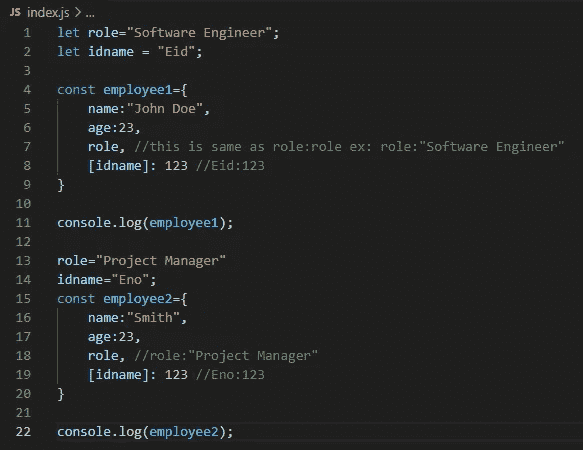 JS index.js > ...
1 let role="Software Engineer";
2 let idname = "Eid";
3
4 const employee1={
5 name:"John Doe",
6 age:23,
7 role, //this is same as role:role ex: role:"Software Engineer"
8 [idname]: 123 //Eid:123
9 }
10
11 console.log(employee1);
12
13 role="Project Manager"
14 idname="Eno";
15 const employee2={
16 name:"Smith",
17 age:23,
18 role, //role:"Project Manager"
19 [idname]: 123 //Eno:123
20 }
21
22 console.log(employee2);